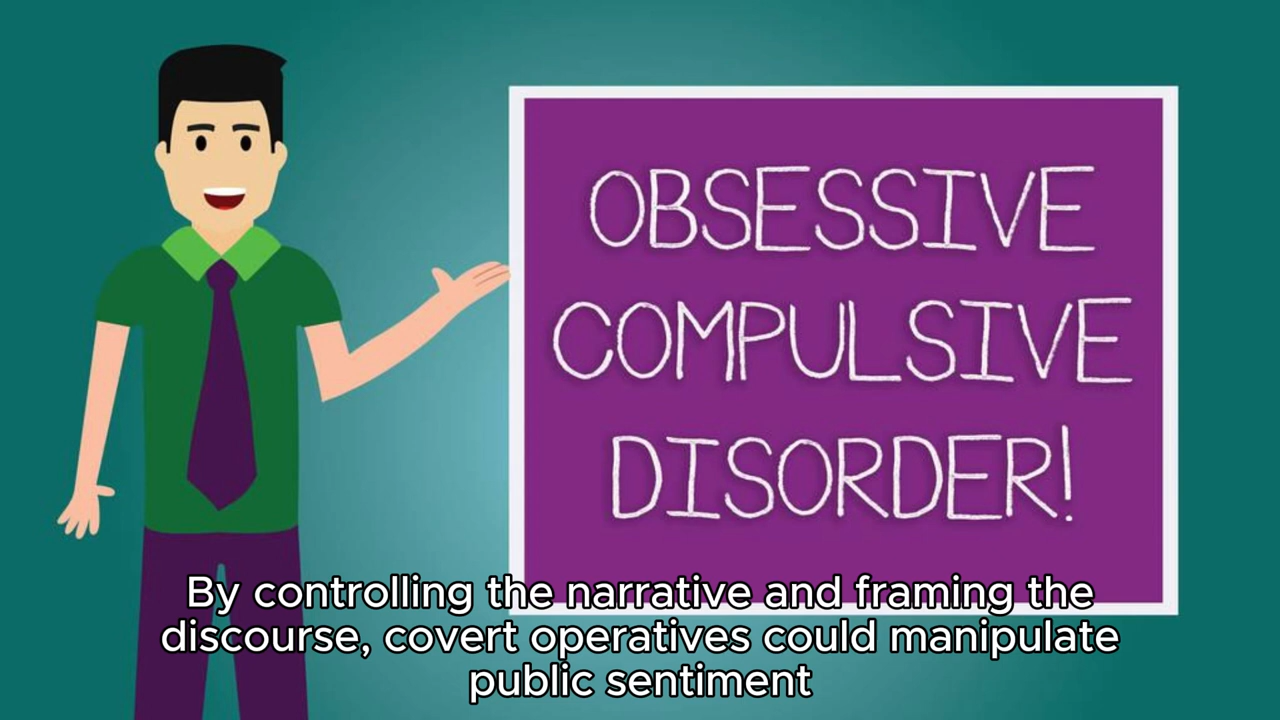 OBSESSIVE
COMPULSIVE
DISORDER!
By controlling the narrative and framing the
discourse, covert operatives could manipulate
public sentiment